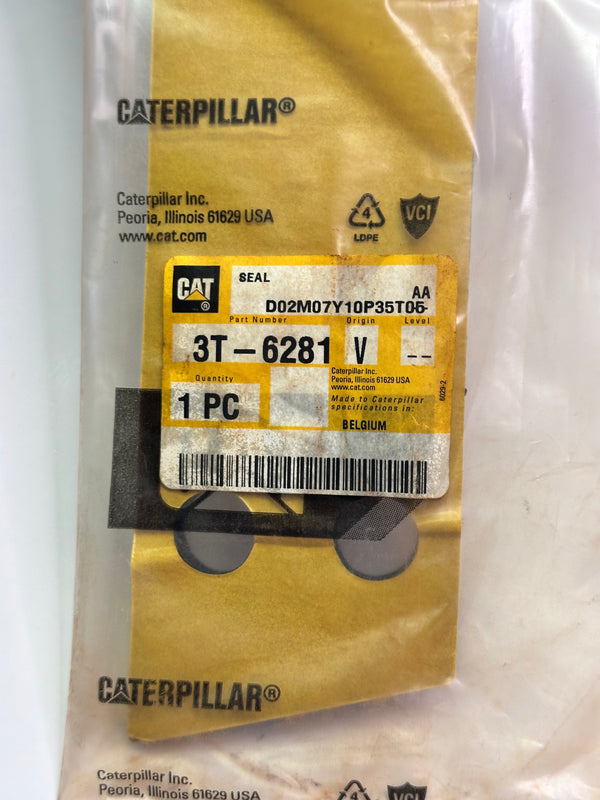 CATERPILLAR®
Caterpillar Inc.
Peoria, Illinois 61629 USA
www.cat.com
4
LDPE
VCI
CAT®
SEAL
AA
D02M07Y10P35T05-
Part Number Origin Level
3T-6281 V --
Quantity
1 PC
Caterpillar Inc.
Peoria, Illinois 61629 USA
www.cat.com
Made to Caterpillar
specifications in:
BELGIUM
6029-2
CATERPILLAR®
Caterpillar Inc.
Peoria, Illinois 61629 USA
4
VCI